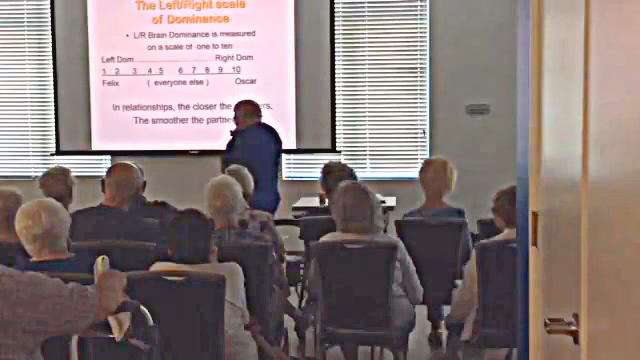 The Left/Right scale
of Dominance
• L/R Brain Dominance is measured
on a scale of one to ten
Left Dom Right Dom
1 2 3 4 5 6 7 8 9 10
Felix ( everyone else ) Oscar
In relationships, the closer the
The smoother the